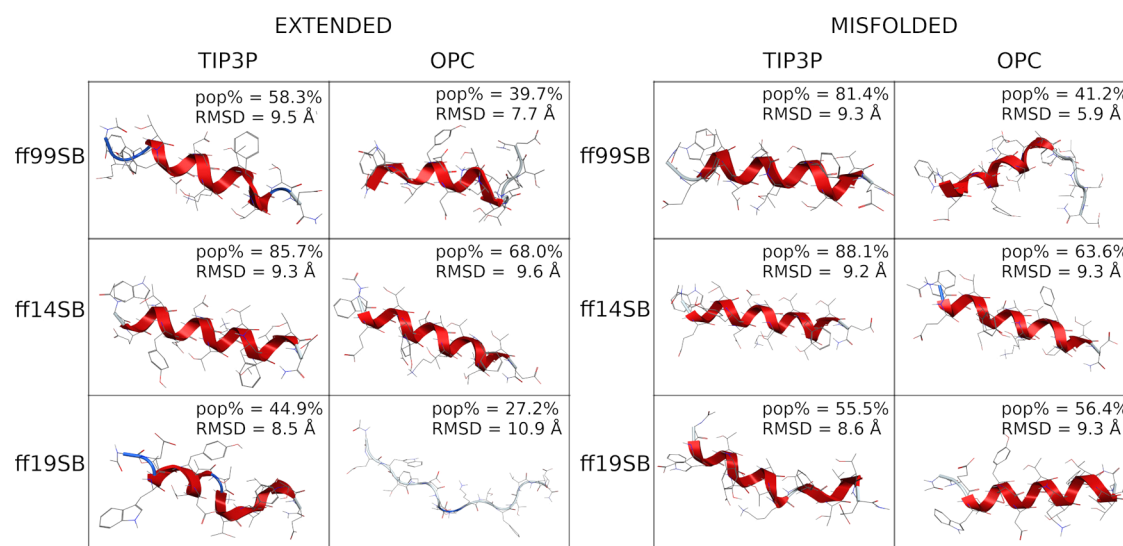 EXTENDED
MISFOLDED
TIP3P
OPC
TIP3P
OPC
ff99SB
pop% = 58.3%
RMSD = 9.5 Å
pop% = 39.7%
RMSD = 7.7 Å
ff99SB
pop% = 81.4%
RMSD = 9.3 Å
pop% = 41.2%
RMSD = 5.9 Å
ff14SB
pop% = 85.7%
RMSD = 9.3 Å
pop% = 68.0%
RMSD = 9.6 Å
ff14SB
pop% = 88.1%
RMSD = 9.2 Å
pop% = 63.6%
RMSD = 9.3 Å
ff19SB
pop% = 44.9%
RMSD = 8.5 Å
pop% = 27.2%
RMSD = 10.9 Å
ff19SB
pop% = 55.5%
RMSD = 8.6 Å
pop% = 56.4%
RMSD = 9.3 Å